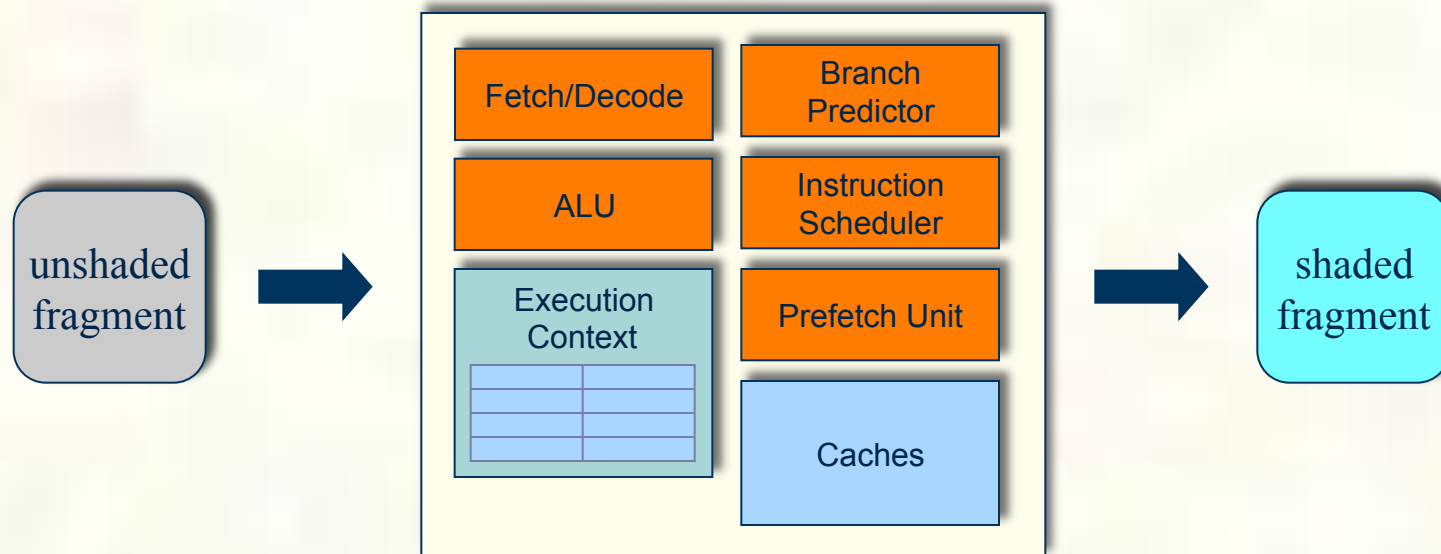 unshaded
fragment
Fetch/Decode
ALU
Execution
Context
Branch
Predictor
Instruction
Scheduler
Prefetch Unit
Caches
shaded
fragment